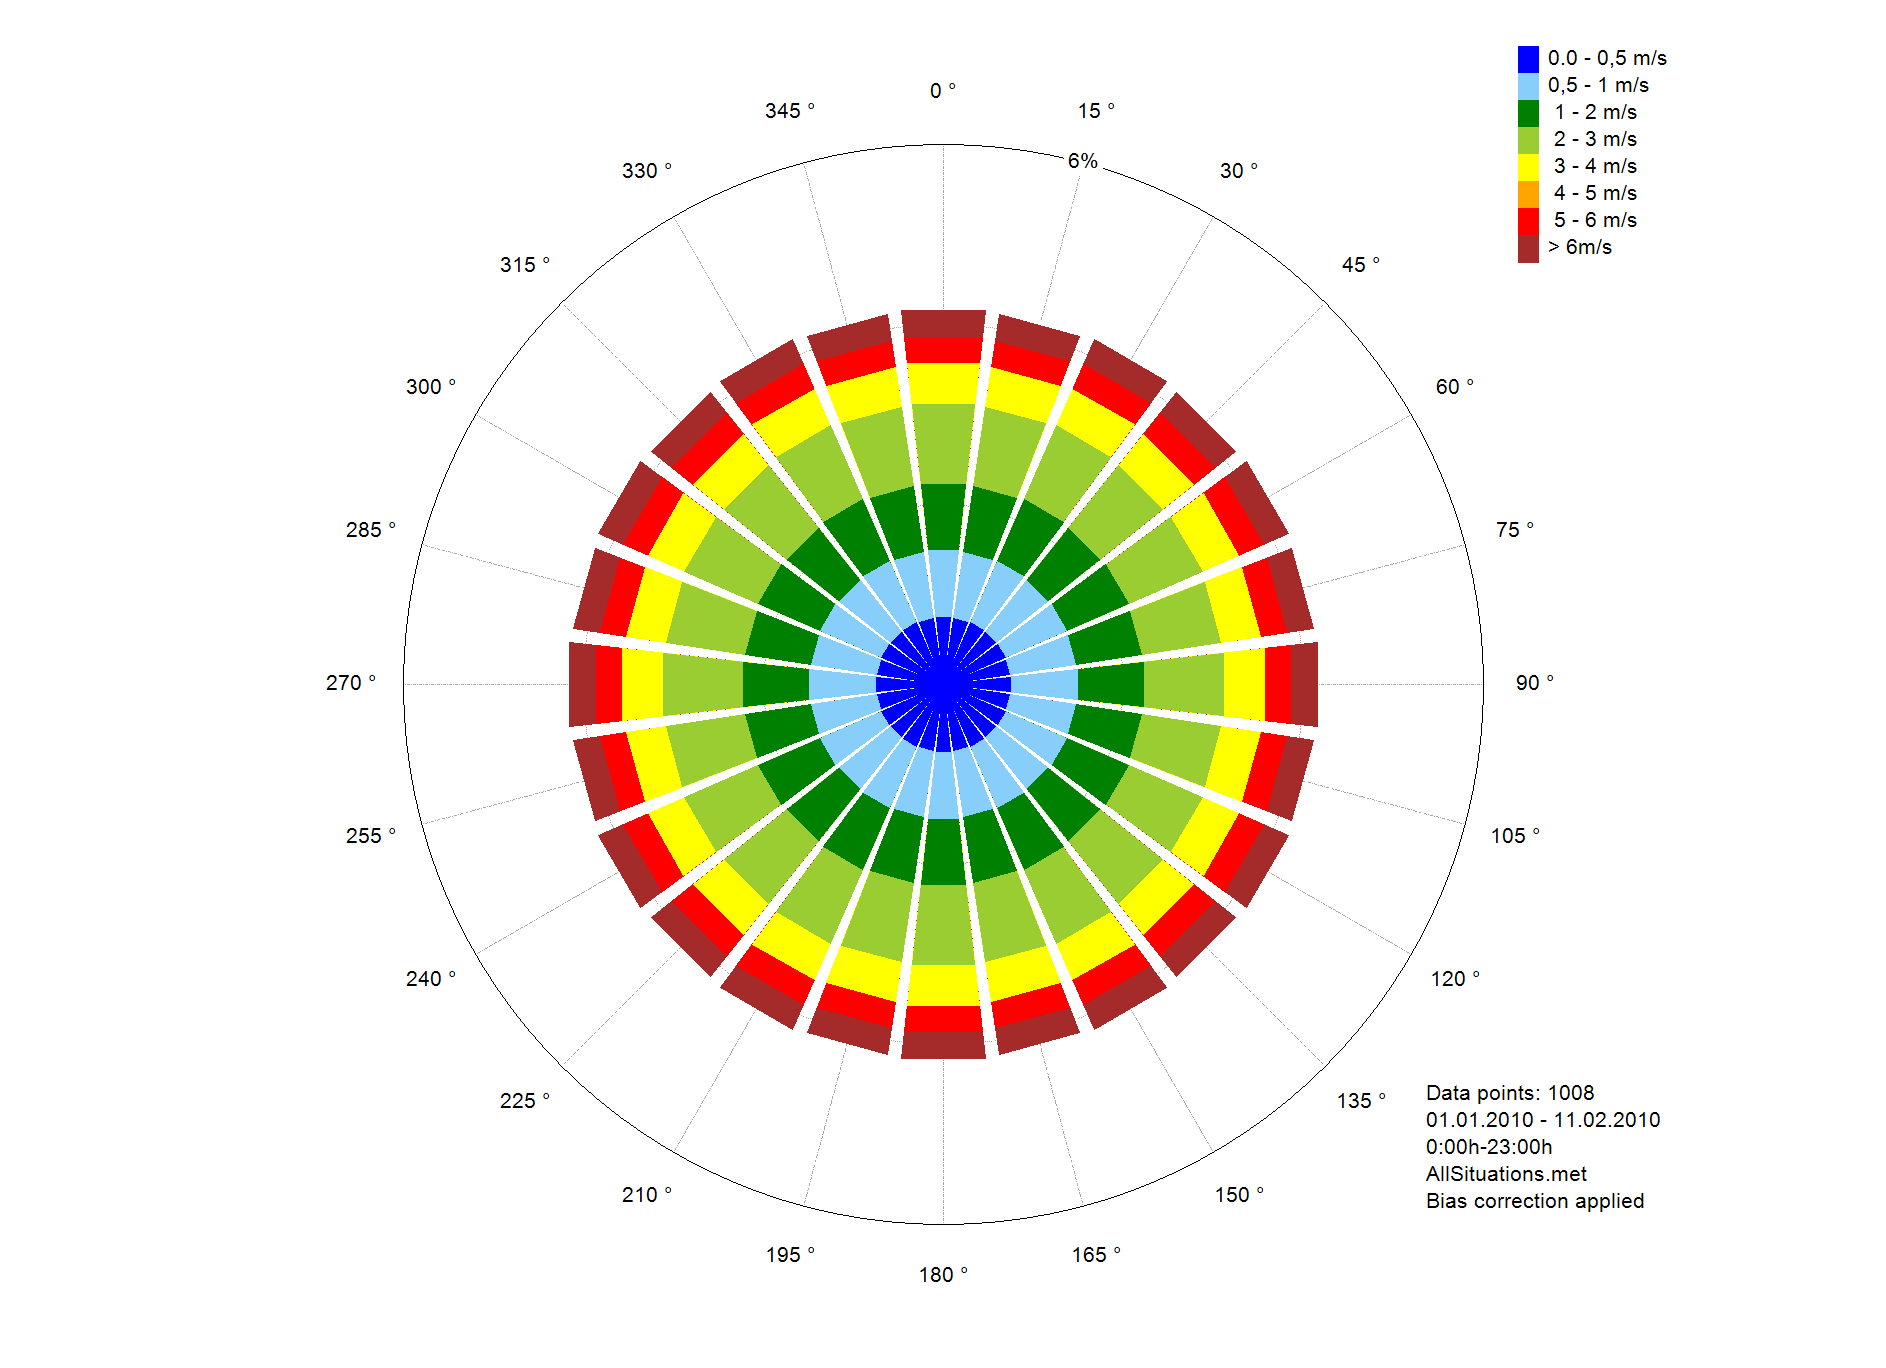 0.0 - 0,5 m/s
0,5 - 1 m/s
1 - 2 m/s
2 - 3 m/s
3 - 4 m/s
4 - 5 m/s
5 - 6 m/s
> 6m/s
0 °
15 °
30 °
45 °
60 °
75 °
90 °
105 °
120 °
135 °
150 °
165 °
180 °
195 °
210 °
225 °
240 °
255 °
270 °
285 °
300 °
315 °
330 °
345 °
6%
Data points: 1008
01.01.2010 - 11.02.2010
0:00h-23:00h
AllSituations.met
Bias correction applied